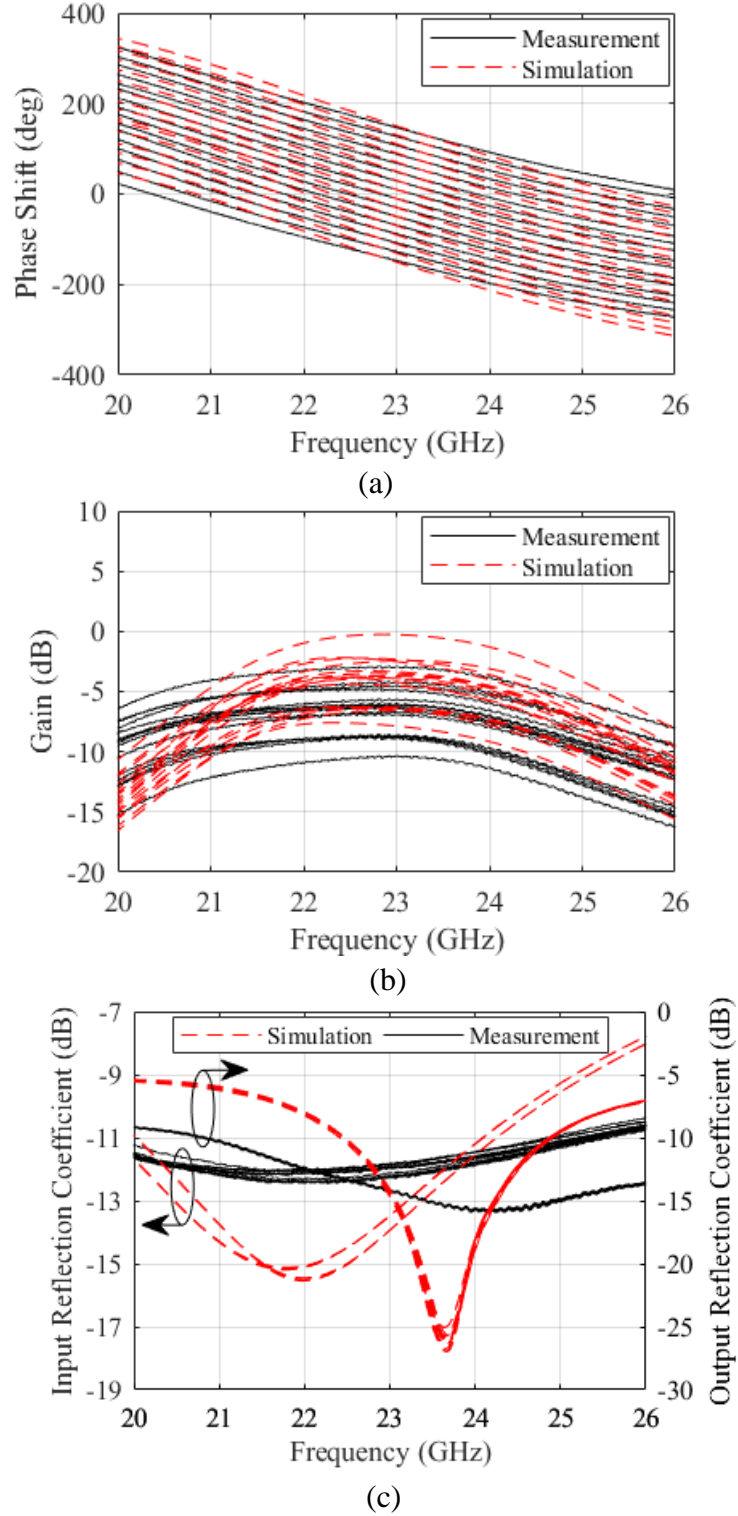 400
200
0
-200
-400
Phase Shift (deg)
Measurement
Simulation
20 21 22 23 24 25 26
Frequency (GHz)
(a)
10
5
0
-5
-10
-15
-20
Gain (dB)
Measurement
Simulation
20 21 22 23 24 25 26
Frequency (GHz)
(b)
-7
-9
-11
-13
-15
-17
-19
Input Reflection Coefficient (dB)
Simulation Measurement
0
-5
-10
-15
-20
-25
-30
Output Reflection Coefficient (dB)
20 21 22 23 24 25 26
Frequency (GHz)
(c)